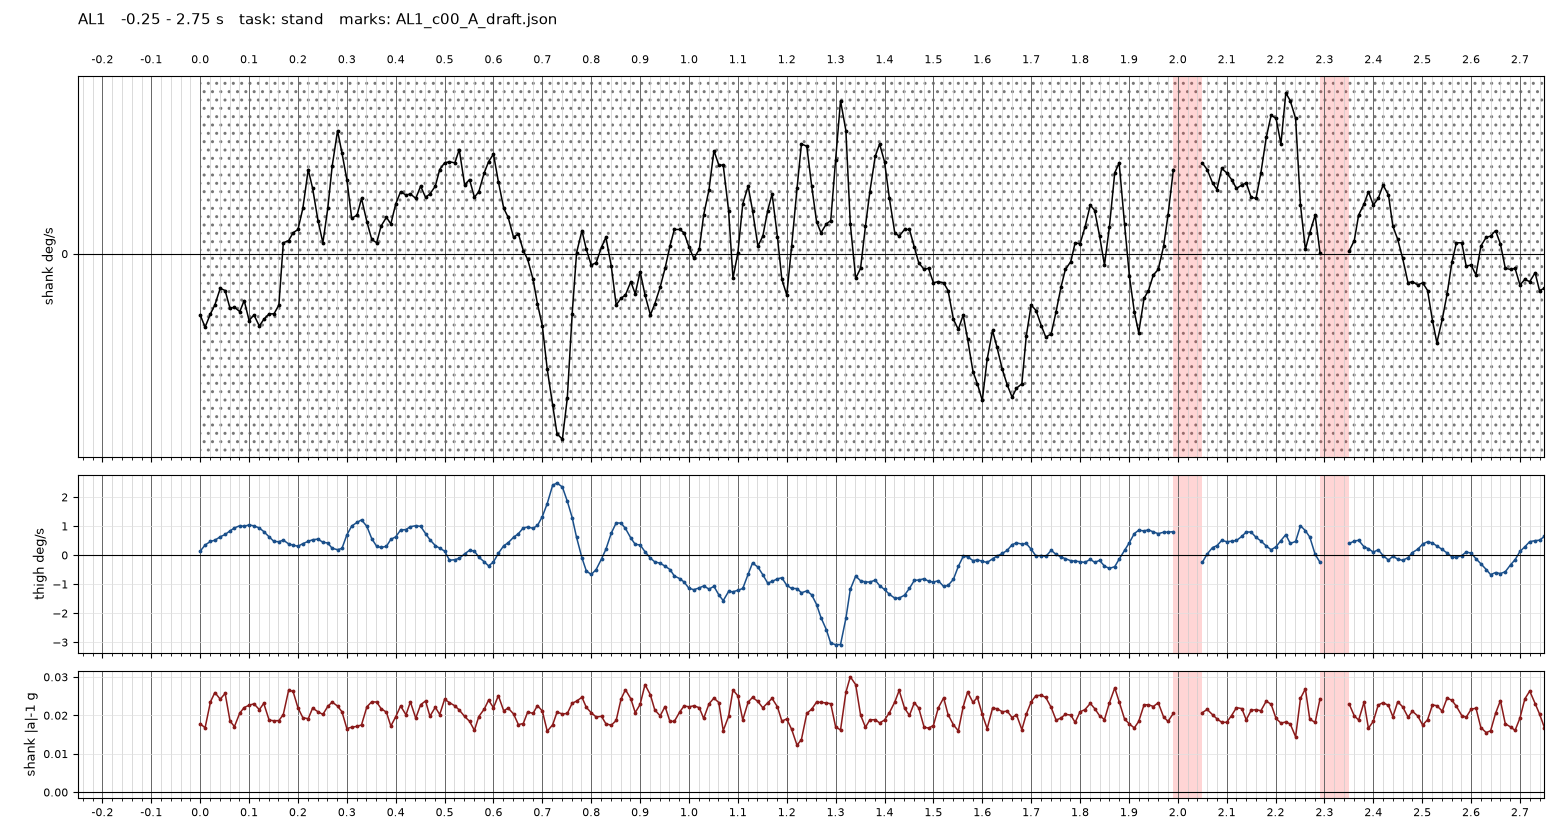 AL1   -0.25 - 2.75 s   task: stand   marks: AL1_c00_A_draft.json
-0.2 -0.1 0.0 0.1 0.2 0.3 0.4 0.5 0.6 0.7 0.8 0.9 1.0 1.1 1.2 1.3 1.4 1.5 1.6 1.7 1.8 1.9 2.0 2.1 2.2 2.3 2.4 2.5 2.6 2.7
shank deg/s
0
thigh deg/s
2
1
0
−1
−2
−3
shank |a|-1 g
0.03
0.02
0.01
0.00
-0.2 -0.1 0.0 0.1 0.2 0.3 0.4 0.5 0.6 0.7 0.8 0.9 1.0 1.1 1.2 1.3 1.4 1.5 1.6 1.7 1.8 1.9 2.0 2.1 2.2 2.3 2.4 2.5 2.6 2.7